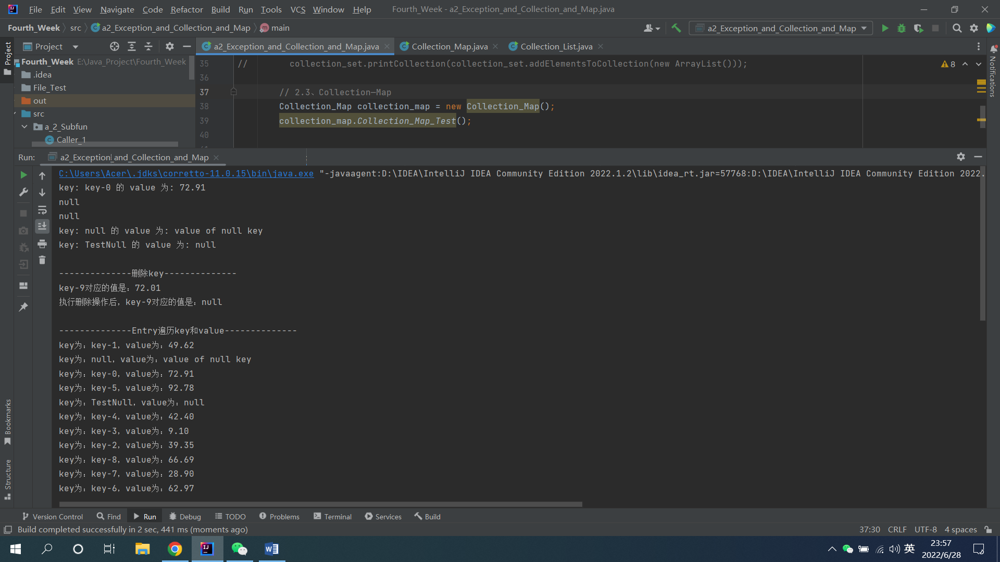 File Edit View Navigate Code Refactor Build Run Tools VCS Window Help Fourth_Week - a2_Exception_and_Collection_and_Map.java
Fourth_Week src a2_Exception_and_Collection_and_Map main a2_Exception_and_Collection_and_Map
Project a2_Exception_and_Collection_and_Map.java Collection_Map.java Collection_List.java
Project
Notifications
Bookmarks
Structure
Fourth_Week E:\Java_Project\Fourth_Week
.idea
File_Test
out
src
a_2_Subfun
Caller_1
35 // collection_set.printCollection(collection_set.addElementsToCollection(new ArrayList()));
36
37 // 2.3、Collection—Map
38 Collection_Map collection_map = new Collection_Map();
39 collection_map.Collection_Map_Test();
40
8
Run: a2_Exception_and_Collection_and_Map
C:\Users\Acer\.jdks\corretto-11.0.15\bin\java.exe "-javaagent:D:\IDEA\IntelliJ IDEA Community Edition 2022.1.2\lib\idea_rt.jar=57768:D:\IDEA\IntelliJ IDEA Community Edition 2022.
key: key-0 的 value 为: 72.91
null
null
key: null 的 value 为: value of null key
key: TestNull 的 value 为: null
--------------删除key--------------
key-9对应的值是：72.01
执行删除操作后，key-9对应的值是：null
--------------Entry遍历key和value--------------
key为：key-1，value为：49.62
key为：null，value为：value of null key
key为：key-0，value为：72.91
key为：key-5，value为：92.78
key为：TestNull，value为：null
key为：key-4，value为：42.40
key为：key-3，value为：9.10
key为：key-2，value为：39.35
key为：key-8，value为：66.69
key为：key-7，value为：28.90
key为：key-6，value为：62.97
Version Control Find Run Debug TODO Problems Terminal Services Build
Build completed successfully in 2 sec, 441 ms (moments ago) 37:30 CRLF UTF-8 4 spaces
英 23:57
2022/6/28